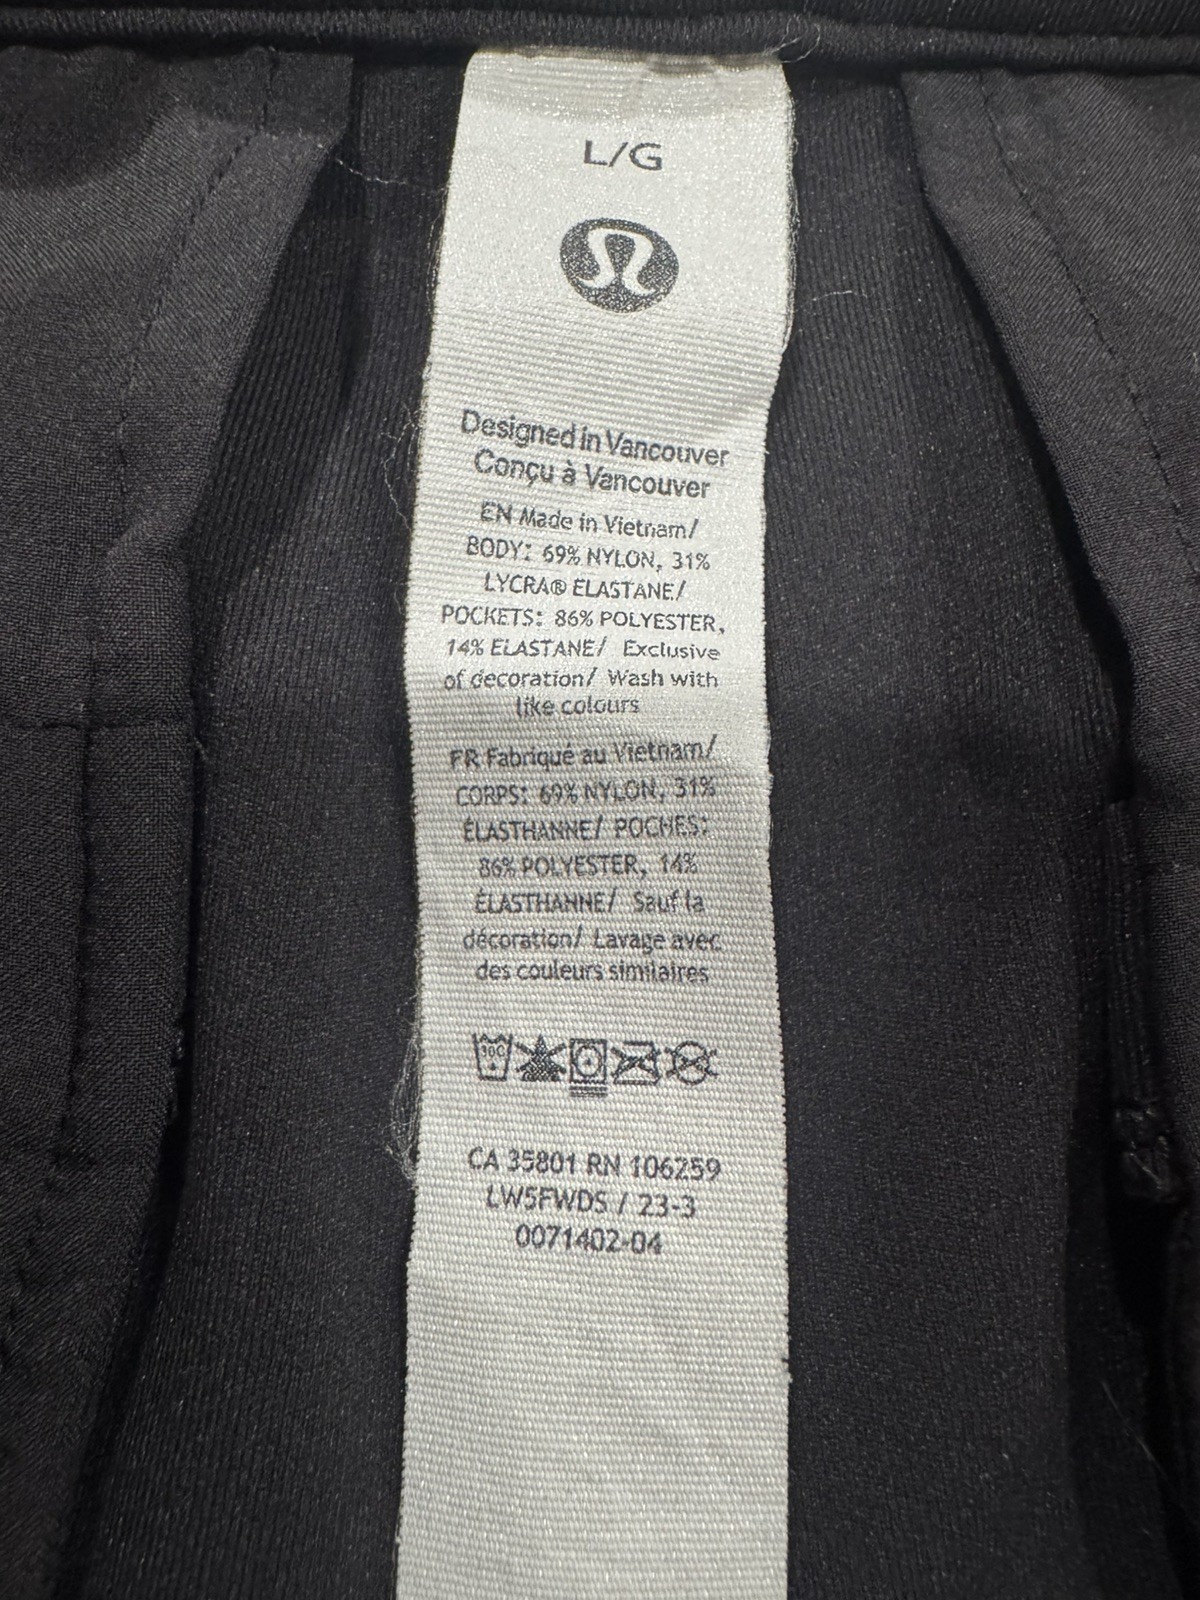 L/G
Designed in Vancouver
Conçu à Vancouver
EN Made in Vietnam/
BODY: 69% NYLON, 31%
LYCRA® ELASTANE/
POCKETS: 86% POLYESTER,
14% ELASTANE/ Exclusive
of decoration/ Wash with
like colours
FR Fabriqué au Vietnam/
CORPS: 69% NYLON, 31%
ÉLASTHANNE/ POCHES:
86% POLYESTER, 14%
ÉLASTHANNE/ Sauf la
décoration/ Lavage avec
des couleurs similaires
30C
CA 35801 RN 106259
LW5FWDS / 23-3
0071402-04